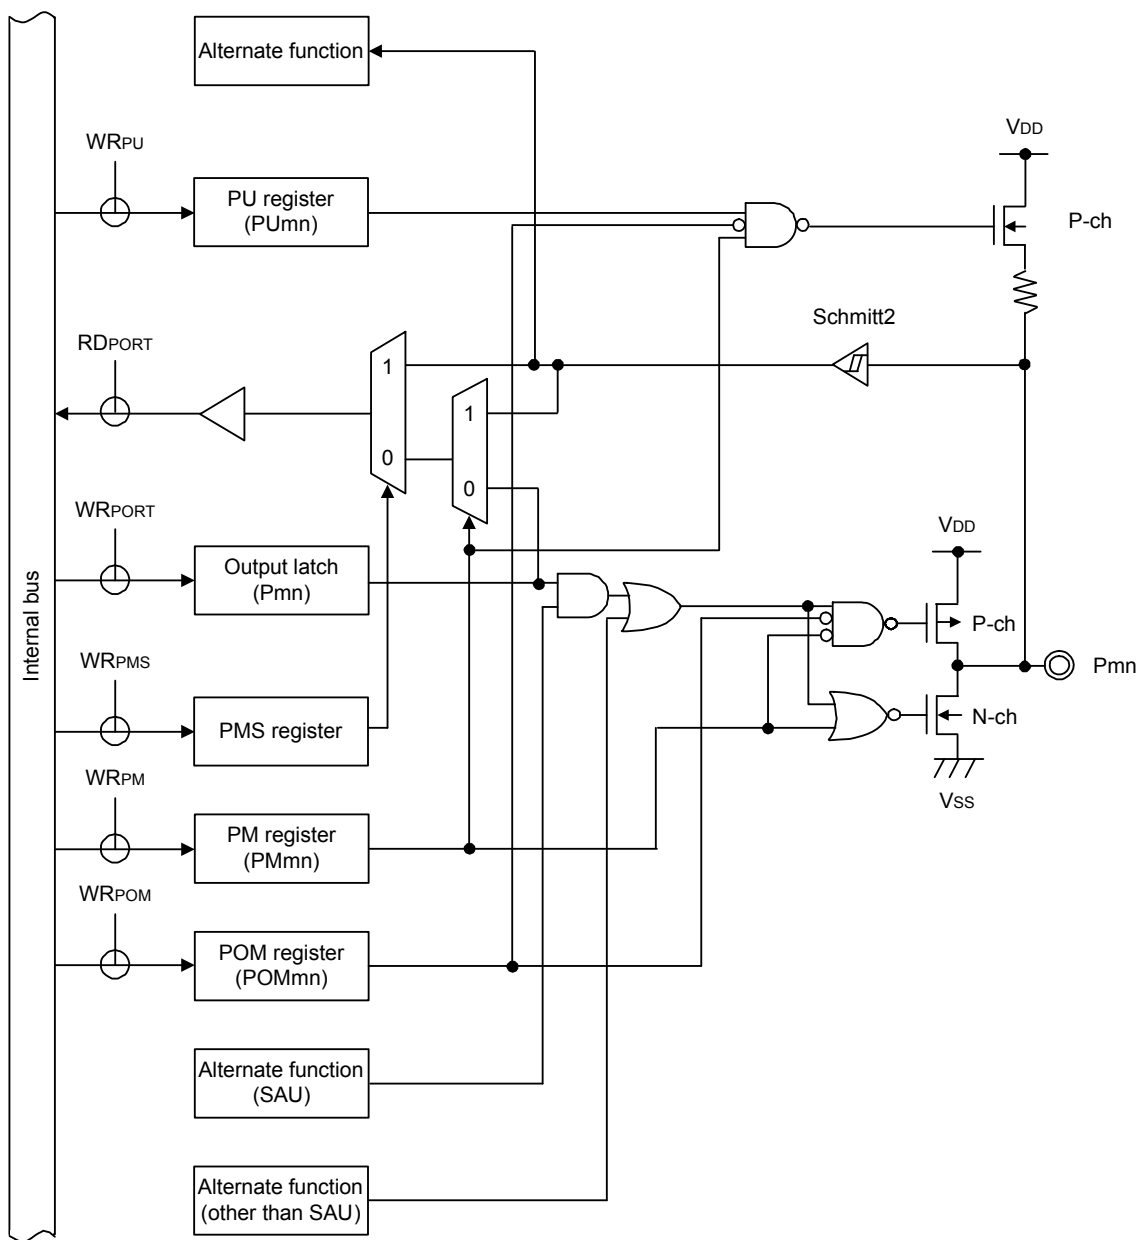 Alternate function
WRPU
PU register
(PUmn)
VDD
P-ch
RDPORT
Schmitt2
1
0
1
0
WRPORT
Output latch
(Pmn)
VDD
P-ch
Pmn
N-ch
VSS
Internal bus
WRPMS
PMS register
WRPM
PM register
(PMmn)
WRPOM
POM register
(POMmn)
Alternate function
(SAU)
Alternate function
(other than SAU)